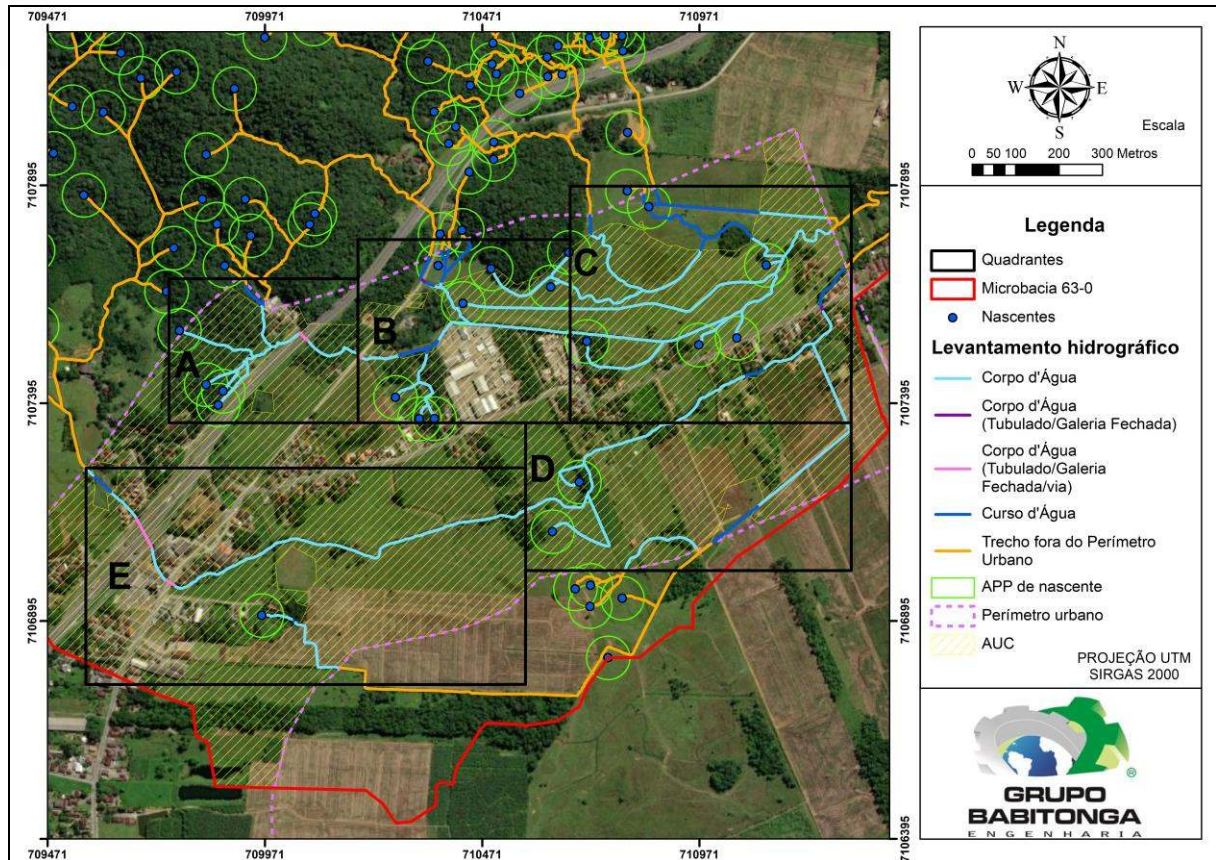 709471
709971
710471
710971
7107895
7107395
7106895
7106395
7107895
7107395
7106895
709471
709971
710471
710971
A
B
C
D
E
N
W
E
S
Escala
0 50 100 200 300 Metros
Legenda
Quadrantes
Microbacia 63-0
Nascentes
Levantamento hidrográfico
Corpo d'Água
Corpo d'Água
(Tubulado/Galeria Fechada)
Corpo d'Água
(Tubulado/Galeria
Fechada/via)
Curso d'Água
Trecho fora do Perímetro
Urbano
APP de nascente
Perímetro urbano
AUC
PROJEÇÃO UTM
SIRGAS 2000
®
GRUPO
BABITONGA
ENGENHARIA